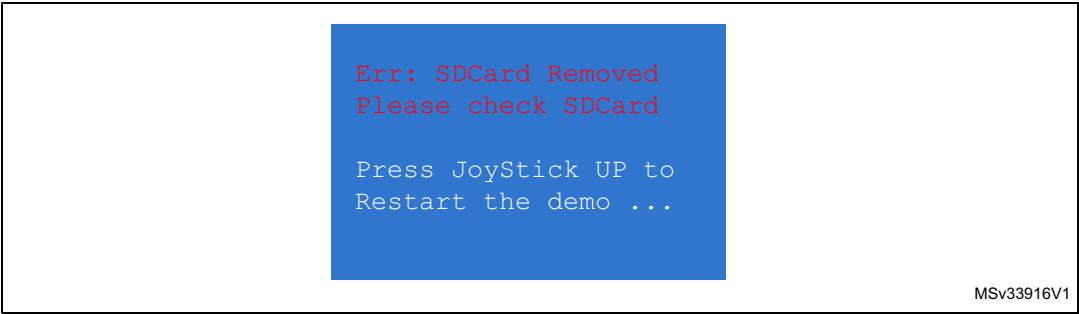 Err: SDCard Removed
Please check SDCard
Press JoyStick UP to
Restart the demo ...
MSv33916V1